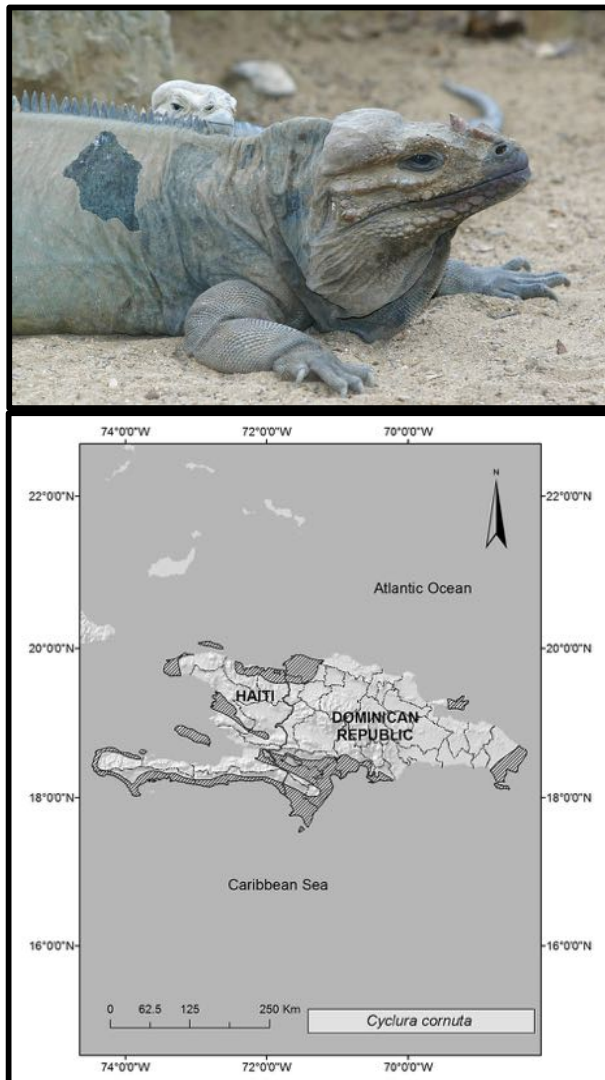 74°0'0"W 72°0'0"W 70°0'0"W
N
22°0'0"N 22°0'0"N
Atlantic Ocean
20°0'0"N 20°0'0"N
HAITI
DOMINICAN
REPUBLIC
18°0'0"N 18°0'0"N
Caribbean Sea
16°0'0"N 16°0'0"N
0 62.5 125 250 Km
Cyclura cornuta
74°0'0"W 72°0'0"W 70°0'0"W